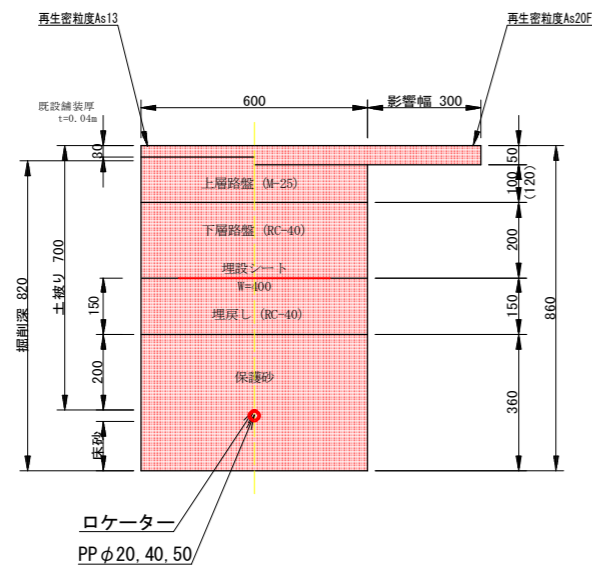 再生密粒度As13
再生密粒度As20F
600
影響幅 300
既設舗装厚
t=0.04m
30
50
100
(120)
上層路盤 (M-25)
200
下層路盤 (RC-40)
土被り 700
埋設シート
W=400
掘削深 820
150
埋戻し (RC-40)
150
860
200
保護砂
360
床砂
ロケーター
PPφ20,40,50